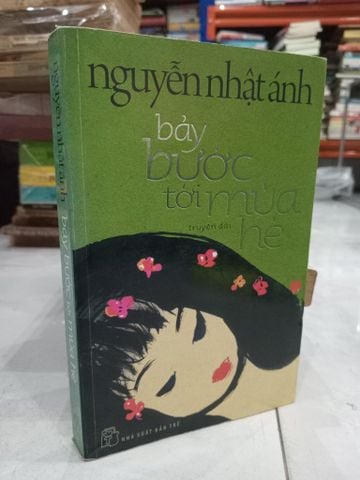 nguyễn nhật ánh
bảy
bước
tới mùa
hè
truyện dài
NHÀ XUẤT BẢN TRẺ
nguyễn nhật ánh bảy bước tới mùa hè